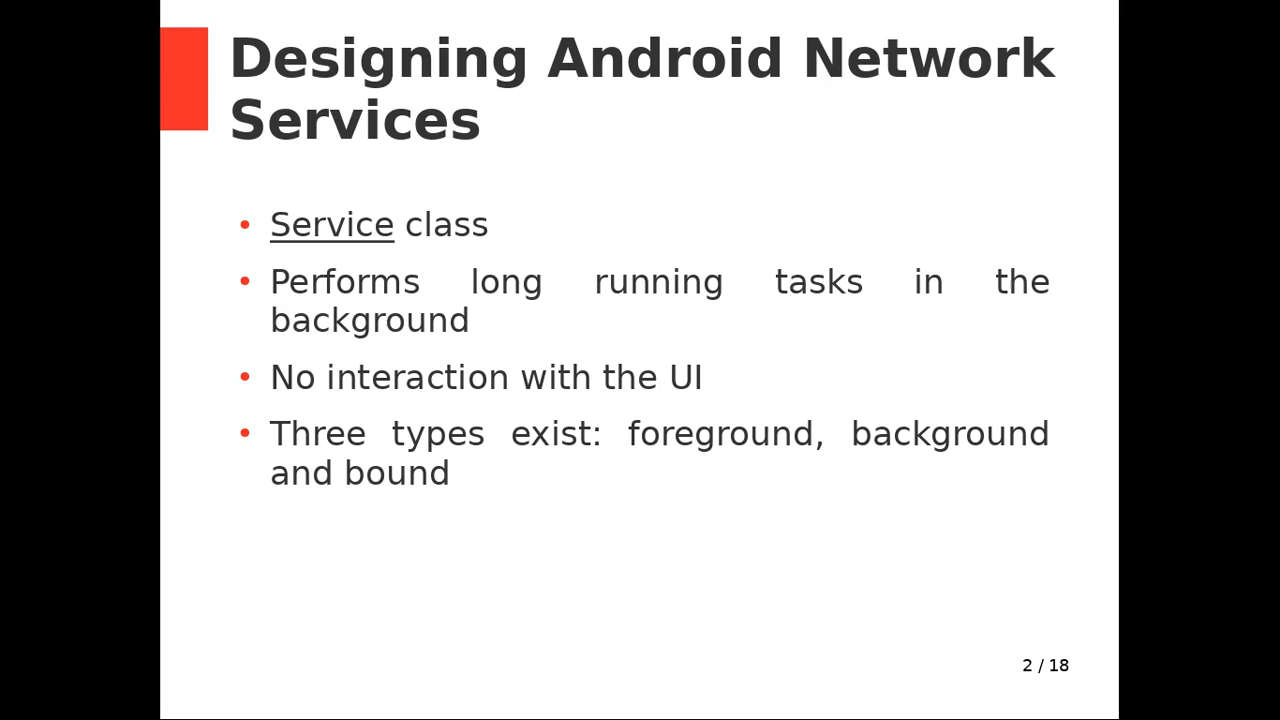 Designing Android Network
Services
• Service class
• Performs long running tasks in the
background
• No interaction with the UI
• Three types exist: foreground, background
and bound
2 / 18